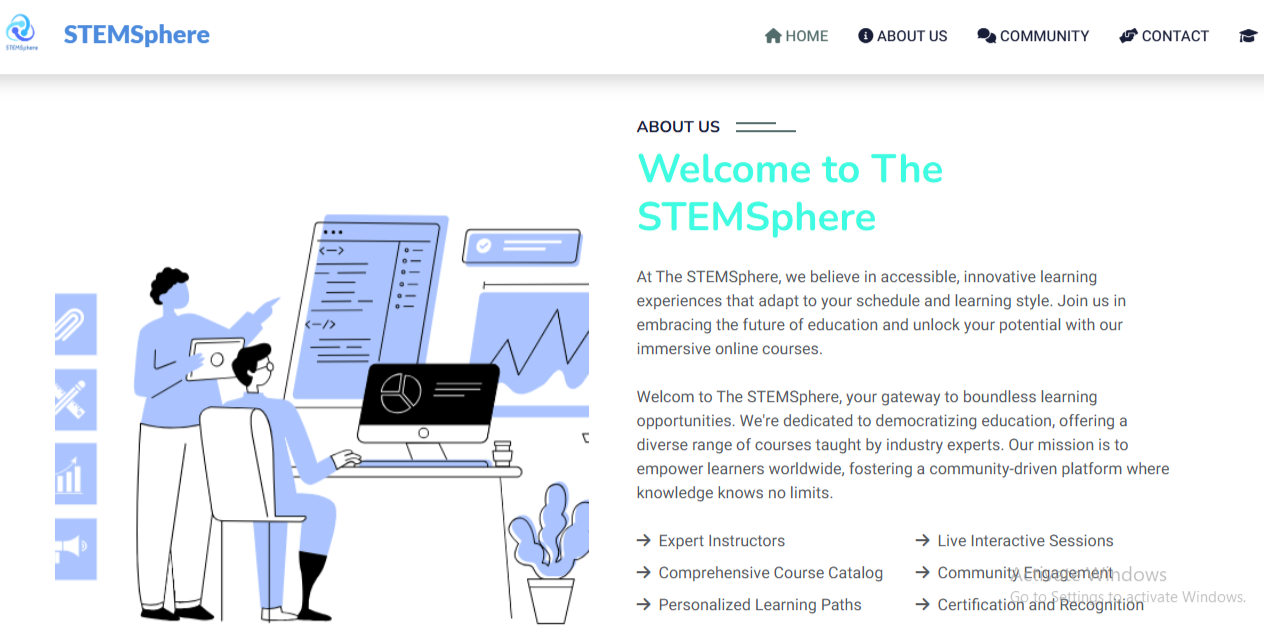 STEMSphere
STEMSphere
HOME
ABOUT US
COMMUNITY
CONTACT
ABOUT US
Welcome to The
STEMSphere
At The STEMSphere, we believe in accessible, innovative learning
experiences that adapt to your schedule and learning style. Join us in
embracing the future of education and unlock your potential with our
immersive online courses.
Welcom to The STEMSphere, your gateway to boundless learning
opportunities. We're dedicated to democratizing education, offering a
diverse range of courses taught by industry experts. Our mission is to
empower learners worldwide, fostering a community-driven platform where
knowledge knows no limits.
Expert Instructors
Live Interactive Sessions
Comprehensive Course Catalog
Community Engagement
Personalized Learning Paths
Certification and Recognition
Activate Windows
Go to Settings to activate Windows.